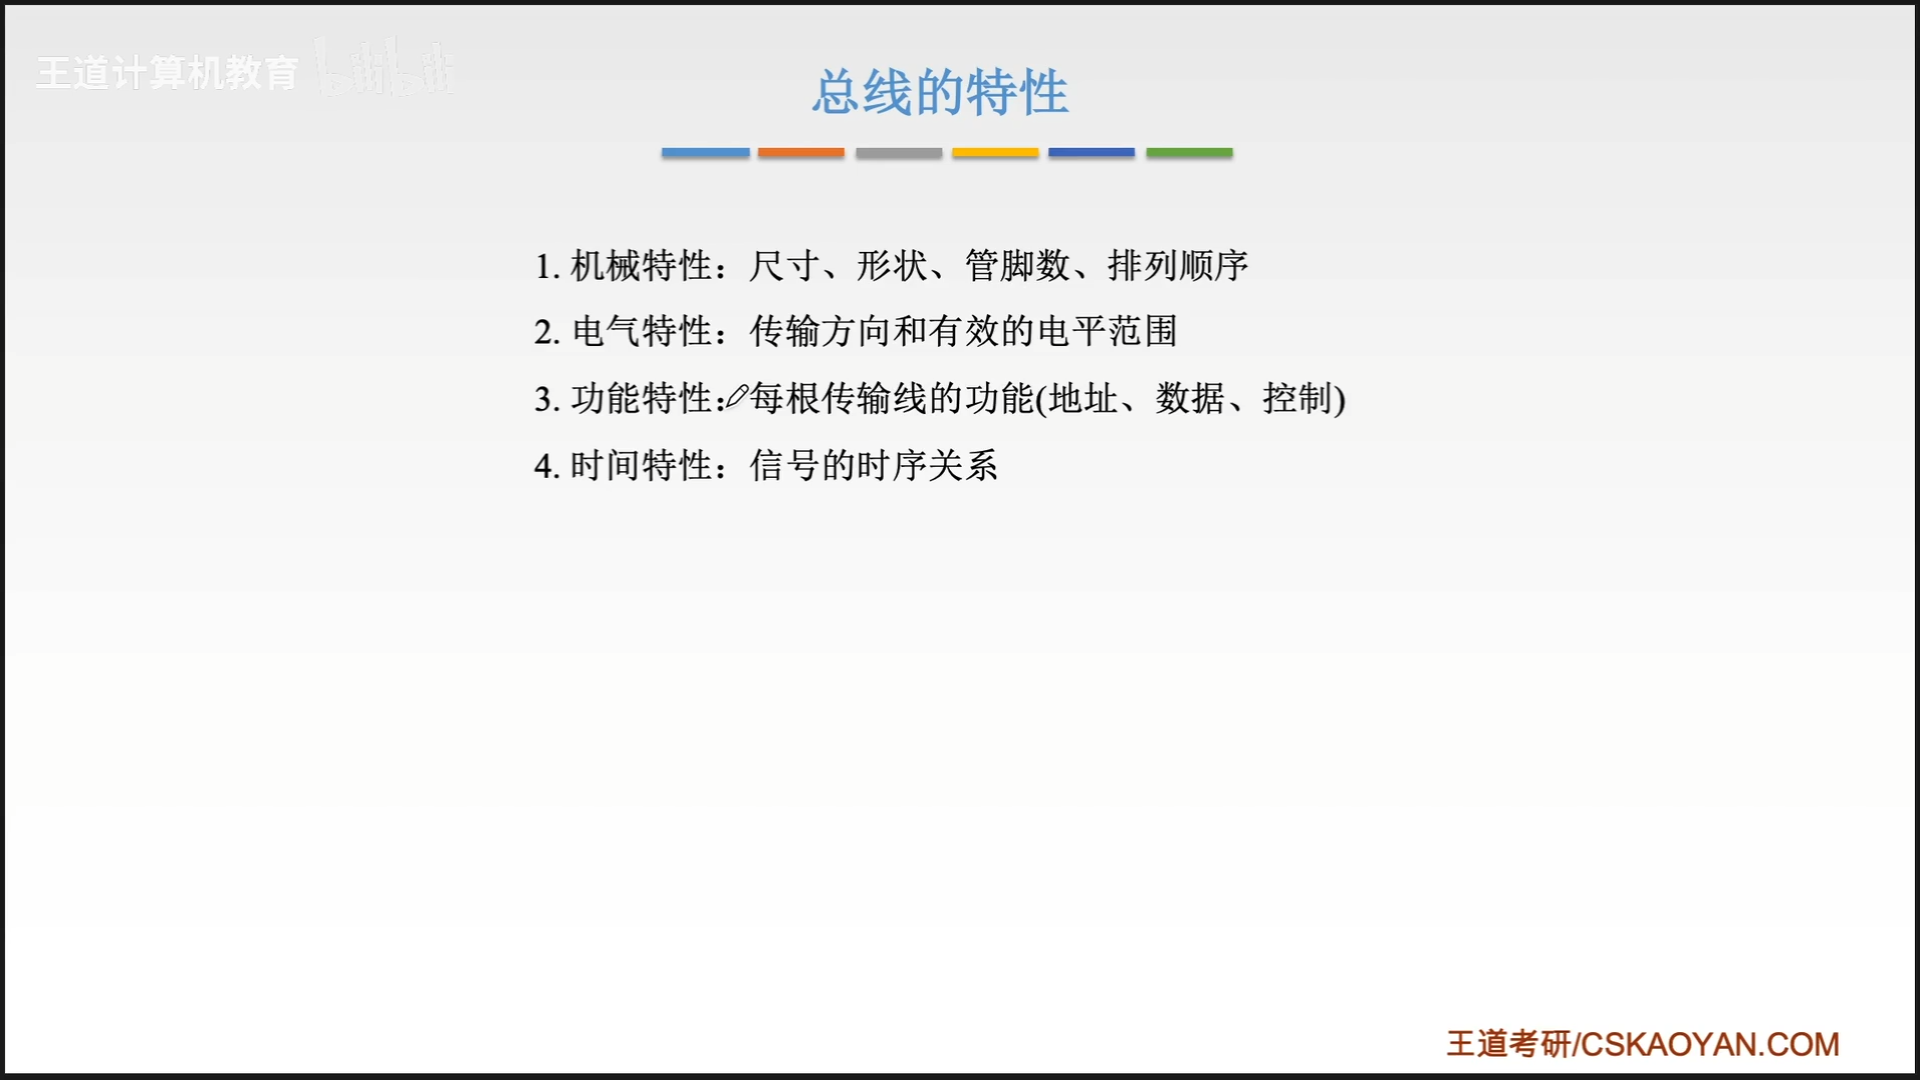 王道计算机教育 bilibili
总线的特性
1. 机械特性：尺寸、形状、管脚数、排列顺序
2. 电气特性：传输方向和有效的电平范围
3. 功能特性：每根传输线的功能(地址、数据、控制)
4. 时间特性：信号的时序关系
王道考研/CSKAOYAN.COM